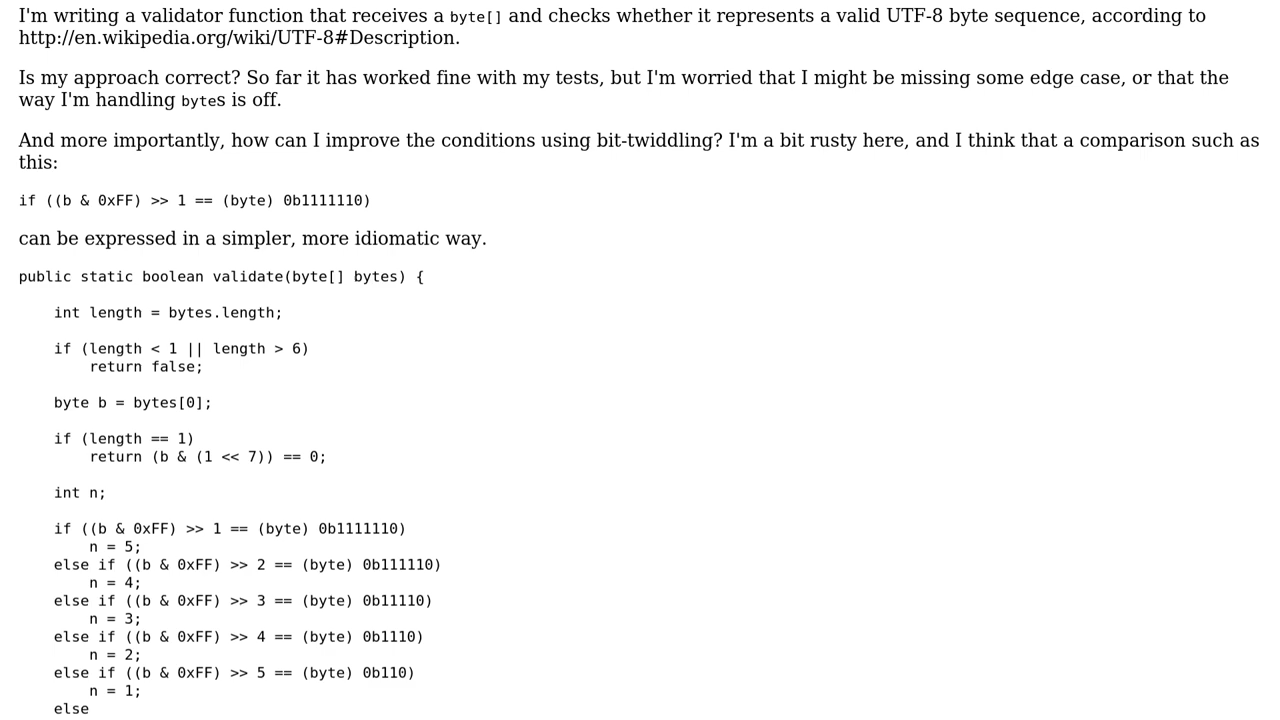 I'm writing a validator function that receives a byte[] and checks whether it represents a valid UTF-8 byte sequence, according to
http://en.wikipedia.org/wiki/UTF-8#Description.
Is my approach correct? So far it has worked fine with my tests, but I'm worried that I might be missing some edge case, or that the
way I'm handling bytes is off.
And more importantly, how can I improve the conditions using bit-twiddling? I'm a bit rusty here, and I think that a comparison such as
this:
if ((b & 0xFF) >> 1 == (byte) 0b1111110)
can be expressed in a simpler, more idiomatic way.
public static boolean validate(byte[] bytes) {
    int length = bytes.length;
    if (length < 1 || length > 6)
        return false;
    byte b = bytes[0];
    if (length == 1)
        return (b & (1 << 7)) == 0;
    int n;
    if ((b & 0xFF) >> 1 == (byte) 0b1111110)
        n = 5;
    else if ((b & 0xFF) >> 2 == (byte) 0b111110)
        n = 4;
    else if ((b & 0xFF) >> 3 == (byte) 0b11110)
        n = 3;
    else if ((b & 0xFF) >> 4 == (byte) 0b1110)
        n = 2;
    else if ((b & 0xFF) >> 5 == (byte) 0b110)
        n = 1;
    else